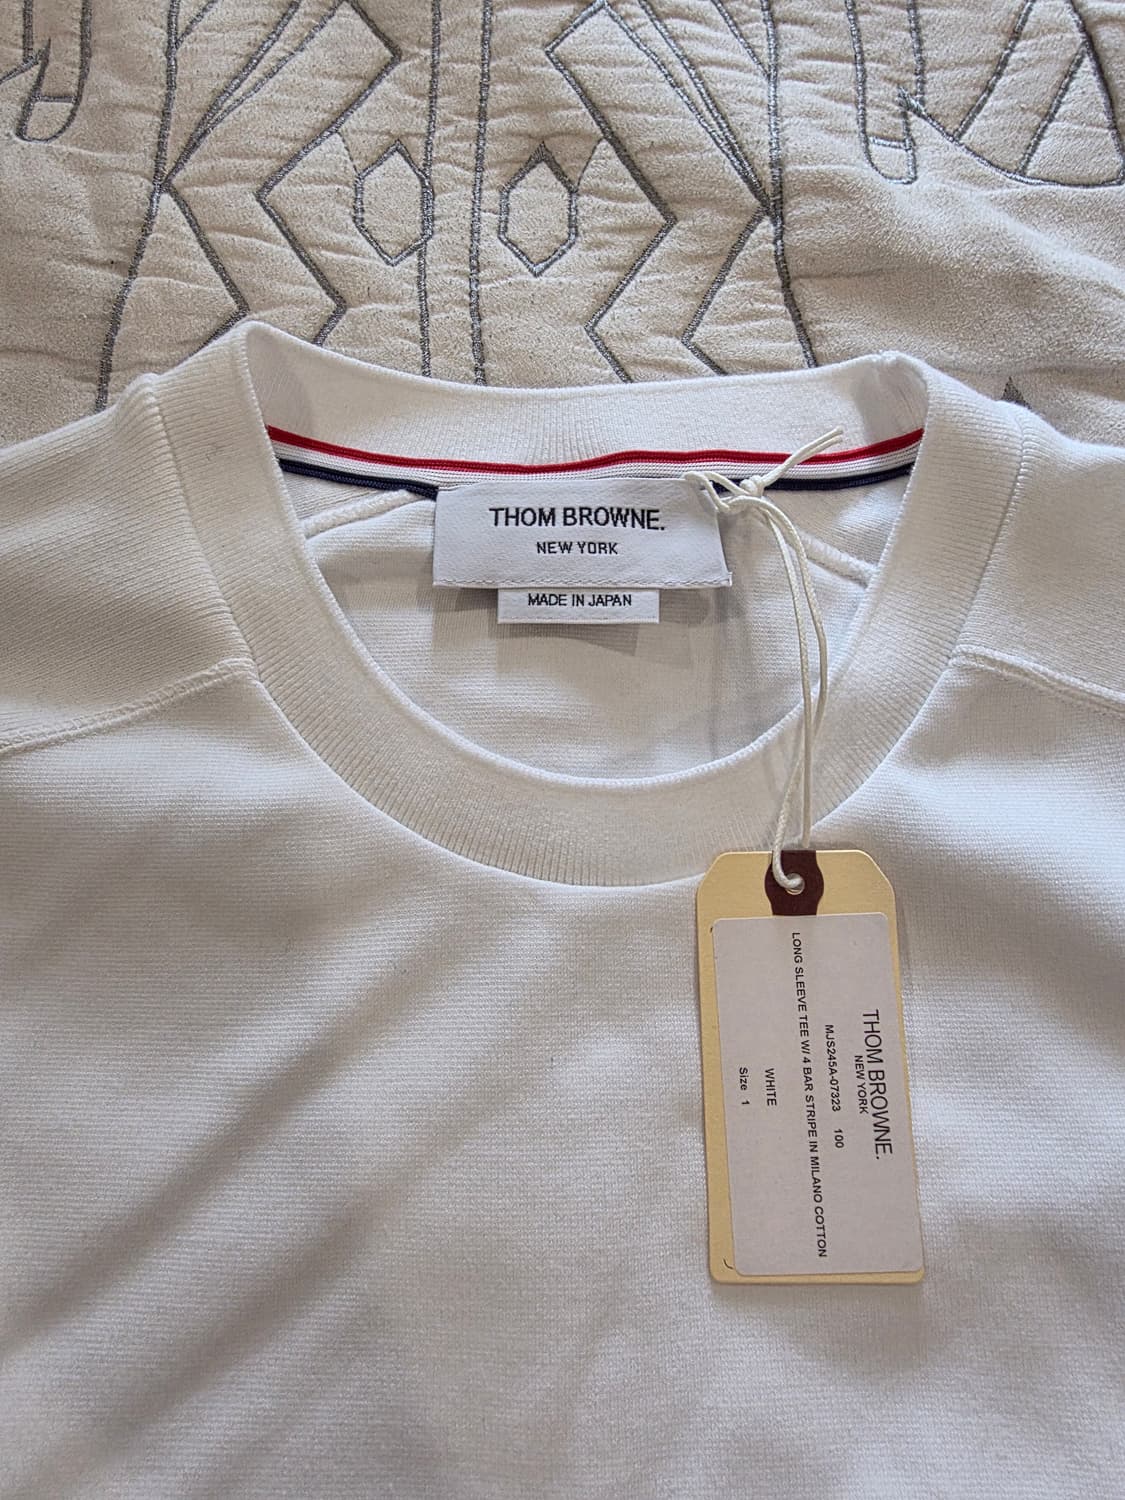 THOM BROWNE.
NEW YORK
MADE IN JAPAN
THOM BROWNE.
NEW YORK
MJS245A-07323 100
LONG SLEEVE TEE W/ 4 BAR STRIPE IN MILANO COTTON
WHITE
Size 1